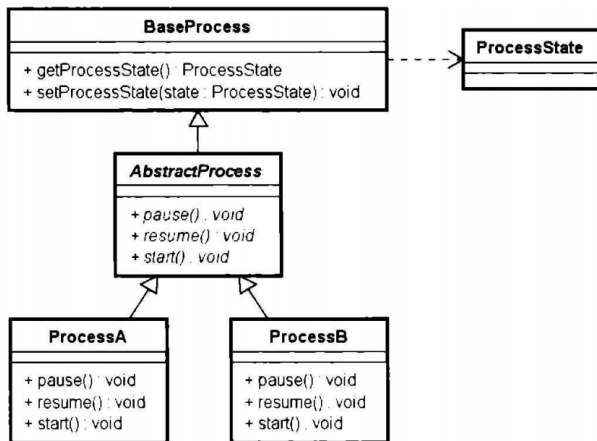 BaseProcess
+ getProcessState() : ProcessState
+ setProcessState(state : ProcessState) : void
ProcessState
AbstractProcess
+ pause() . void
+ resume() : void
+ start() . void
ProcessA
+ pause() : void
+ resume() : void
+ start() : void
ProcessB
+ pause() : void
+ resume() . void
+ start() : void